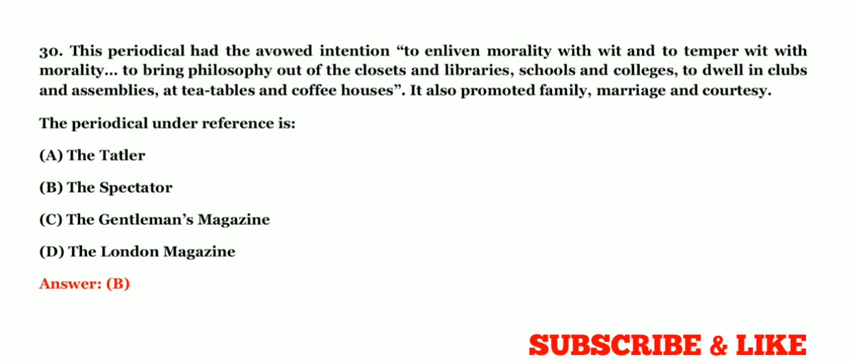 30. This periodical had the avowed intention “to enliven morality with wit and to temper wit with
morality... to bring philosophy out of the closets and libraries, schools and colleges, to dwell in clubs
and assemblies, at tea-tables and coffee houses”. It also promoted family, marriage and courtesy.
The periodical under reference is:
(A) The Tatler
(B) The Spectator
(C) The Gentleman’s Magazine
(D) The London Magazine
Answer: (B)
SUBSCRIBE & LIKE